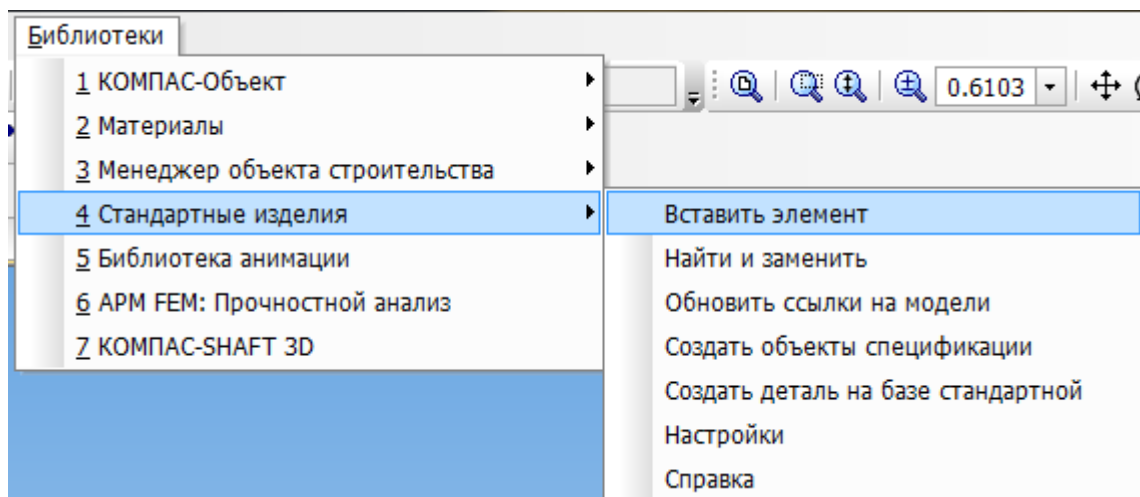 Библиотеки
1 КОМПАС-Объект
0.6103
2 Материалы
3 Менеджер объекта строительства
4 Стандартные изделия
Вставить элемент
5 Библиотека анимации
Найти и заменить
6 APM FEM: Прочностной анализ
Обновить ссылки на модели
7 КОМПАС-SHAFT 3D
Создать объекты спецификации
Создать деталь на базе стандартной
Настройки
Справка